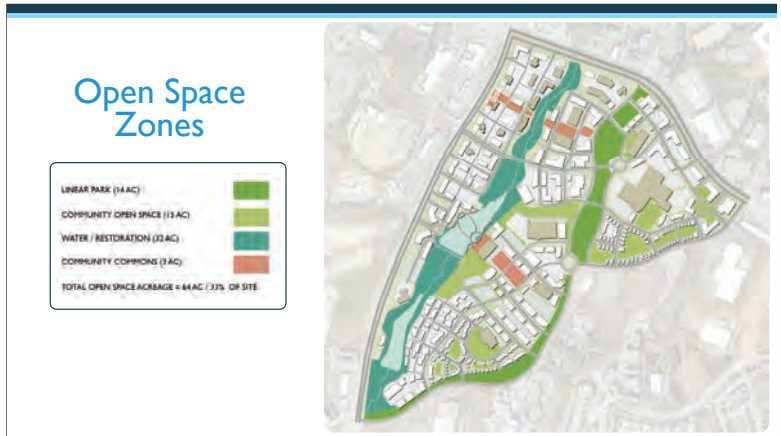 Open Space
Zones
LINEAR PARK (14 AC)
COMMUNITY OPEN SPACE (15 AC)
WATER / RESTORATION (32 AC)
COMMUNITY COMMONS (3 AC)
TOTAL OPEN SPACE ACREAGE = 64 AC / 33% OF SITE